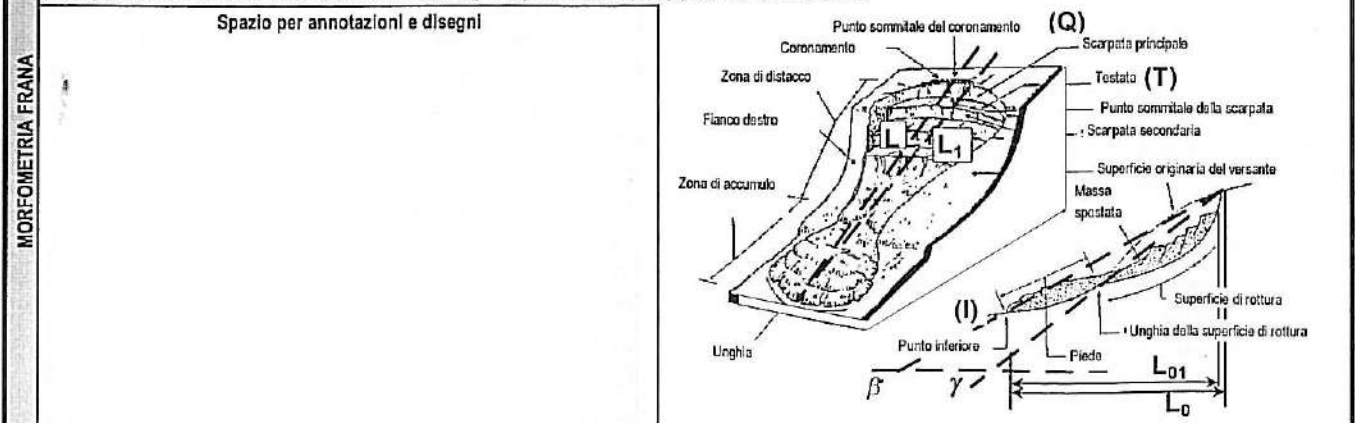 MORFOMETRIA FRANA
Spazio per annotazioni e disegni
Punto sommitale del coronamento
(Q)
Coronamento
Scarpata principale
Zona di distacco
Testata (T)
Punto sommitale della scarpata
Fianco destro
Scarpata secondaria
L
L1
Superficie originaria del versante
Zona di accumulo
Massa
spostata
Superficie di rottura
(I)
Unghia della superficie di rottura
Unghia
Punto inferiore
Piede
β
γ
L01
L0